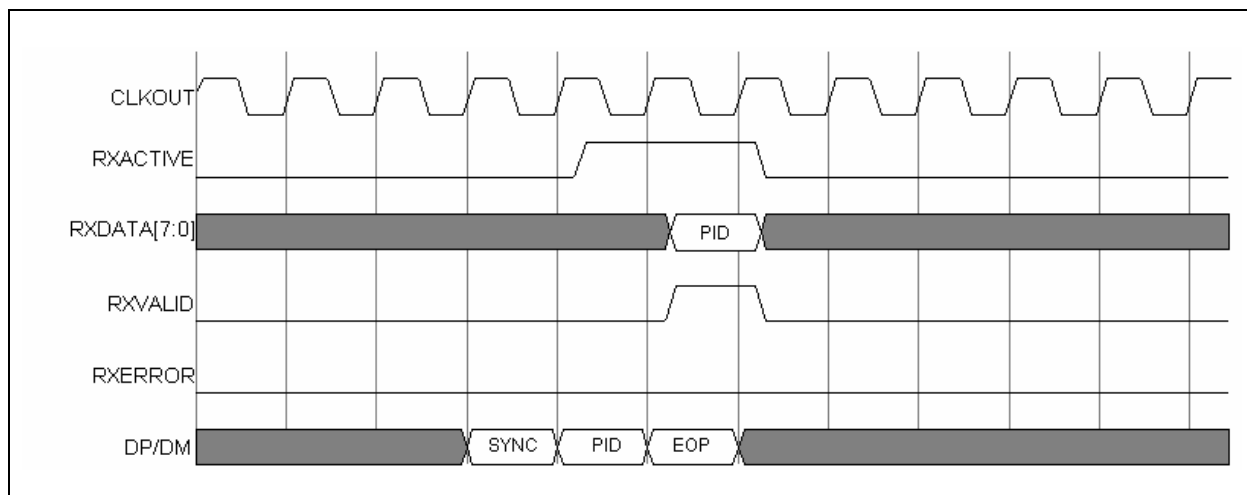 CLKOUT
RXACTIVE
RXDATA[7:0]
PID
RXVALID
RXERROR
DP/DM
SYNC PID EOP